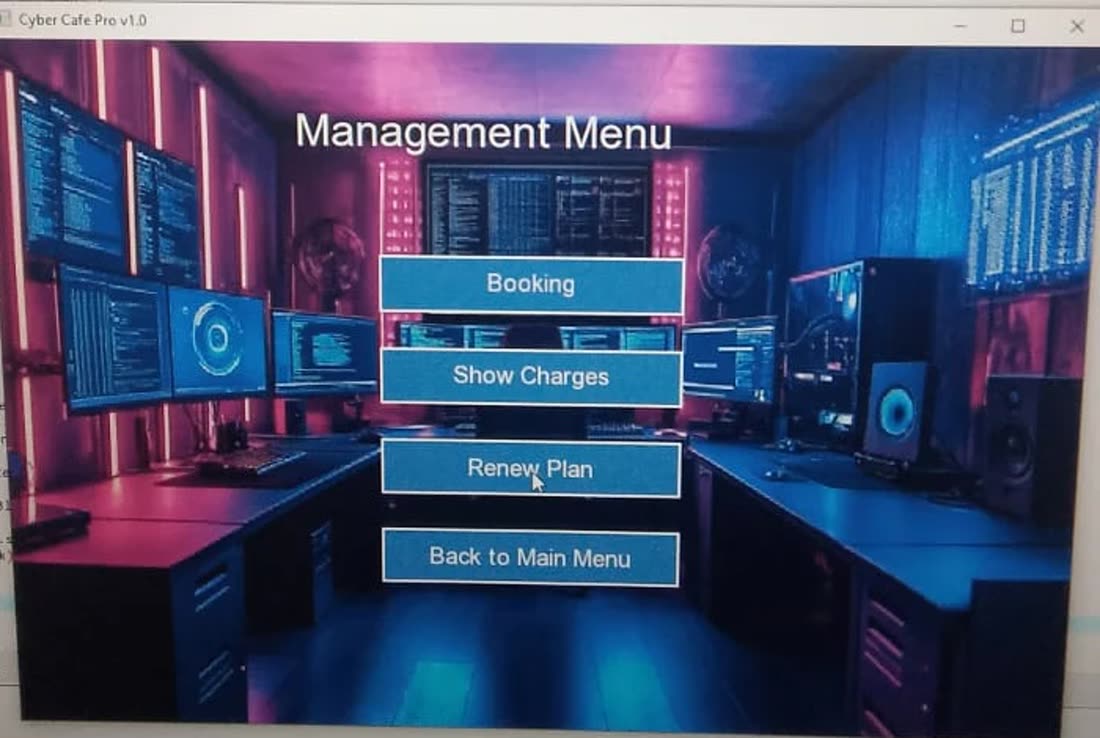 Cyber Cafe Pro v1.0
Management Menu
Booking
Show Charges
Renew Plan
Back to Main Menu